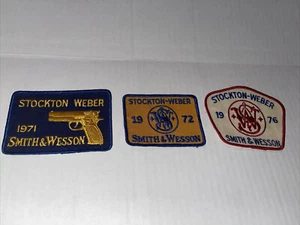 STOCKTON WEBER
1971
SMITH & WESSON
STOCKTON-WEBER
19 72
SMITH & WESSON
STOCKTON-WEBER
19 76
SMITH & WESSON